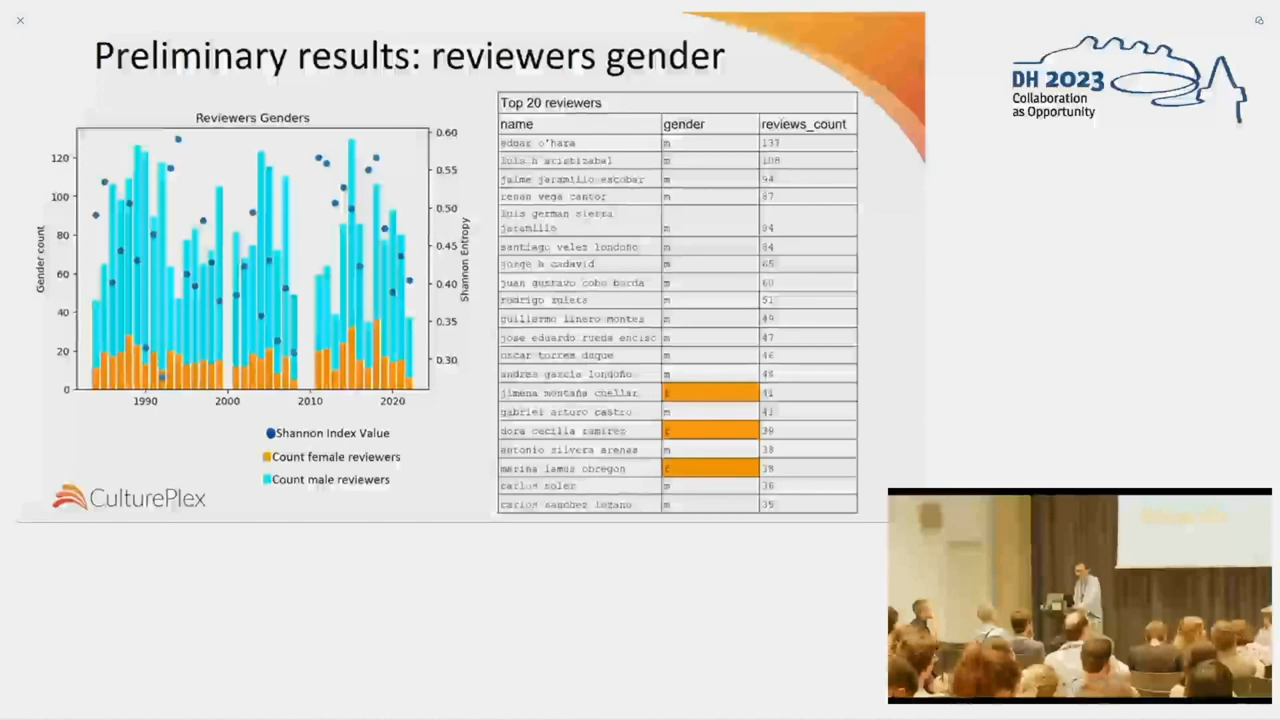 Preliminary results: reviewers gender
DH 2023
Collaboration
as Opportunity
Reviewers Genders
120
100
80
60
40
20
0
Gender count
0.60
0.55
0.50
0.45
0.40
0.35
0.30
Shannon Entropy
1990
2000
2010
2020
Shannon Index Value
Count female reviewers
Count male reviewers
CulturePlex
Top 20 reviewers
name gender reviews_count
edgar o'hara m 137
luis h aristizabal m 108
jaime jaramillo escobar m 94
renan vega cantor m 87
luis german sierra
jaramillo m 84
santiago velez londoño m 84
jorge h cadavid m 65
juan gustavo cobo borda m 60
rodrigo zuleta m 51
guillermo linero montes m 49
jose eduardo rueda enciso m 47
oscar torres duque m 46
andres garcia londoño m
jimena montaña cuellar f 41
gabriel arturo castro m 41
dora cecilia ramirez f 39
antonio silvera arenas m 38
marina lamus obregon f 38
carlos soler m 36
carlos sanchez lozano m 35